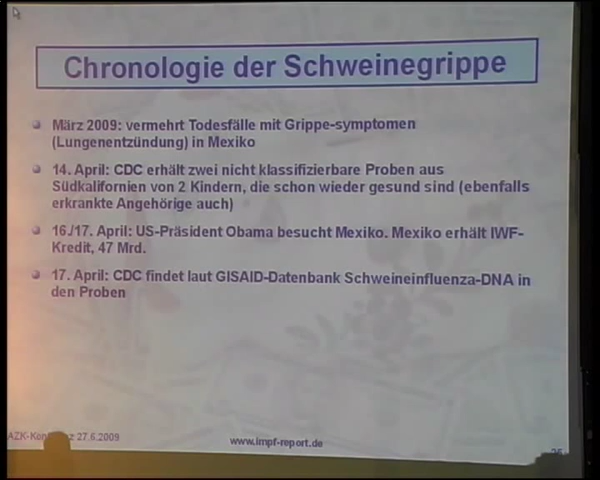 Chronologie der Schweinegrippe
März 2009: vermehrt Todesfälle mit Grippe-symptomen
(Lungenentzündung) in Mexiko
14. April: CDC erhält zwei nicht klassifizierbare Proben aus
Südkalifornien von 2 Kindern, die schon wieder gesund sind (ebenfalls
erkrankte Angehörige auch)
16./17. April: US-Präsident Obama besucht Mexiko. Mexiko erhält IWF-
Kredit, 47 Mrd.
17. April: CDC findet laut GISAID-Datenbank Schweineinfluenza-DNA in
den Proben
27.6.2009
www.impf-report.de